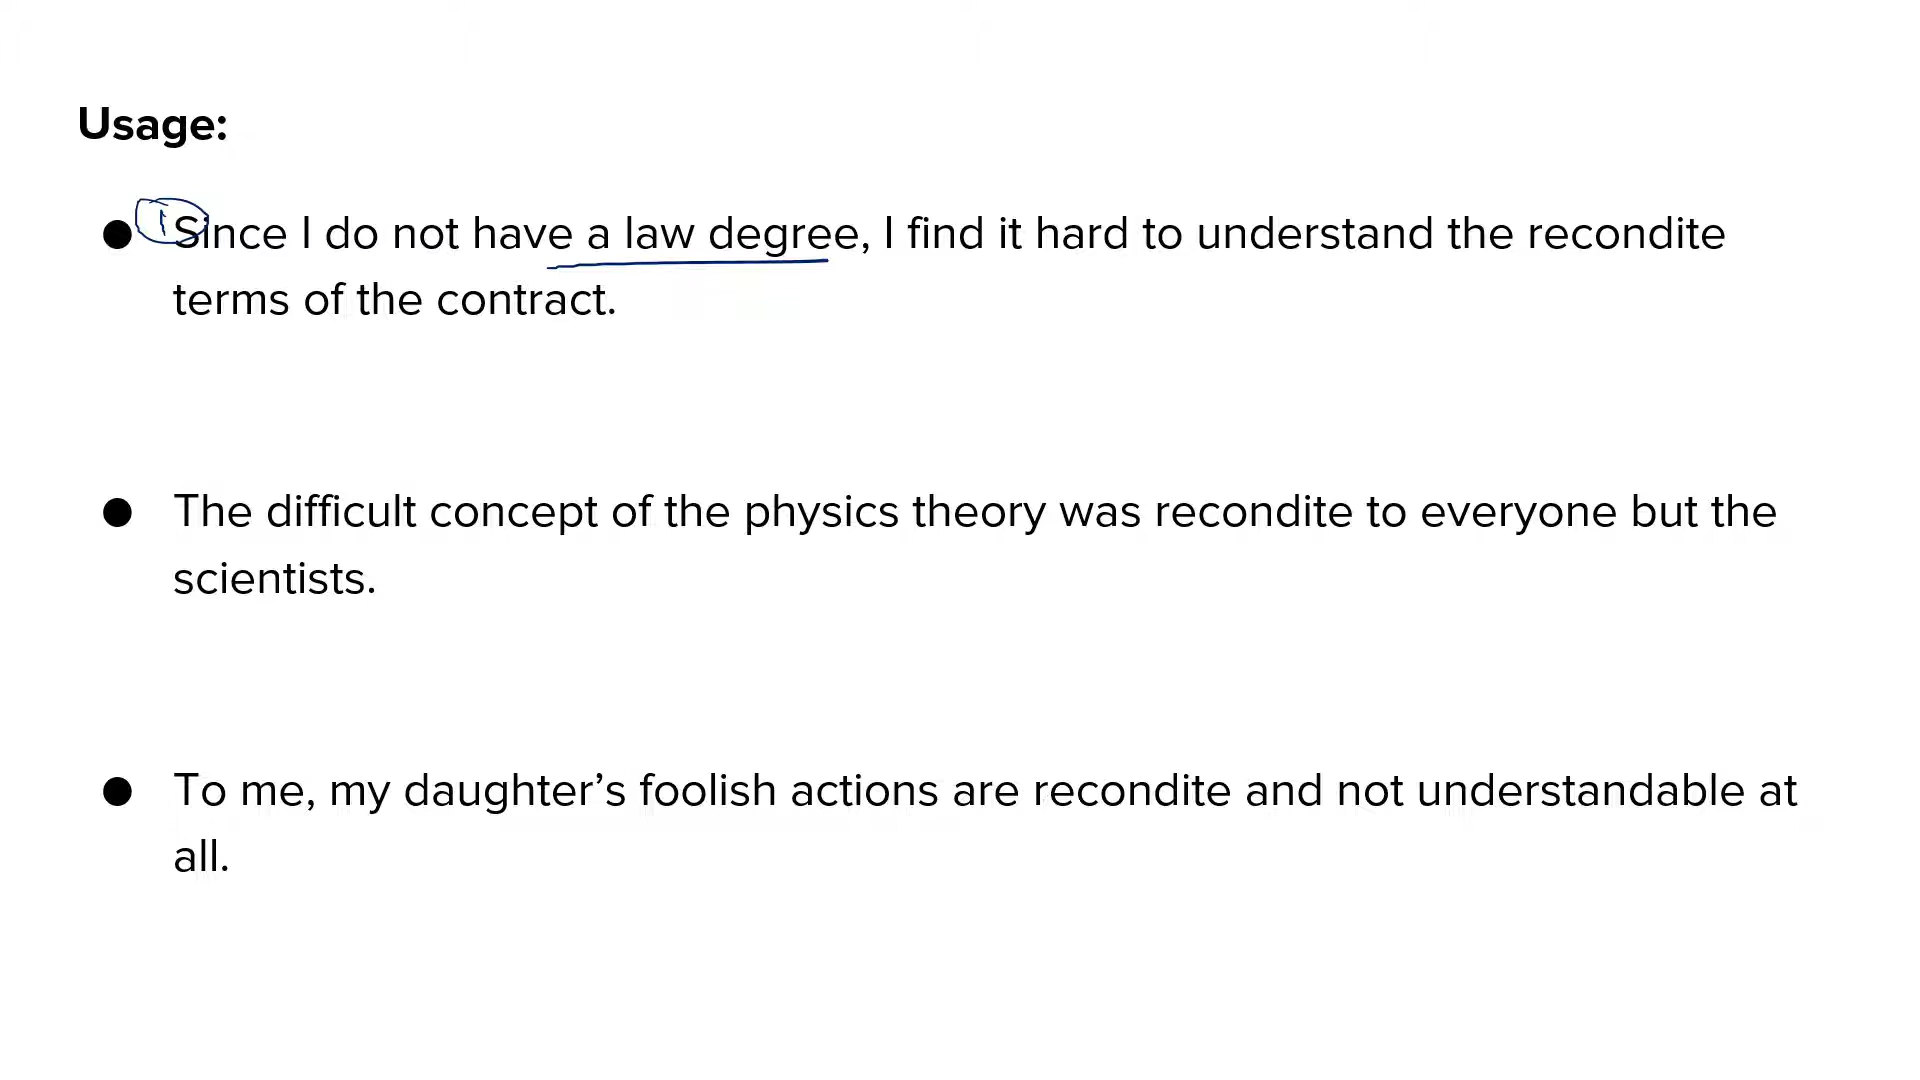 Usage:
● Since I do not have a law degree, I find it hard to understand the recondite
terms of the contract.
● The difficult concept of the physics theory was recondite to everyone but the
scientists.
● To me, my daughter’s foolish actions are recondite and not understandable at
all.
1